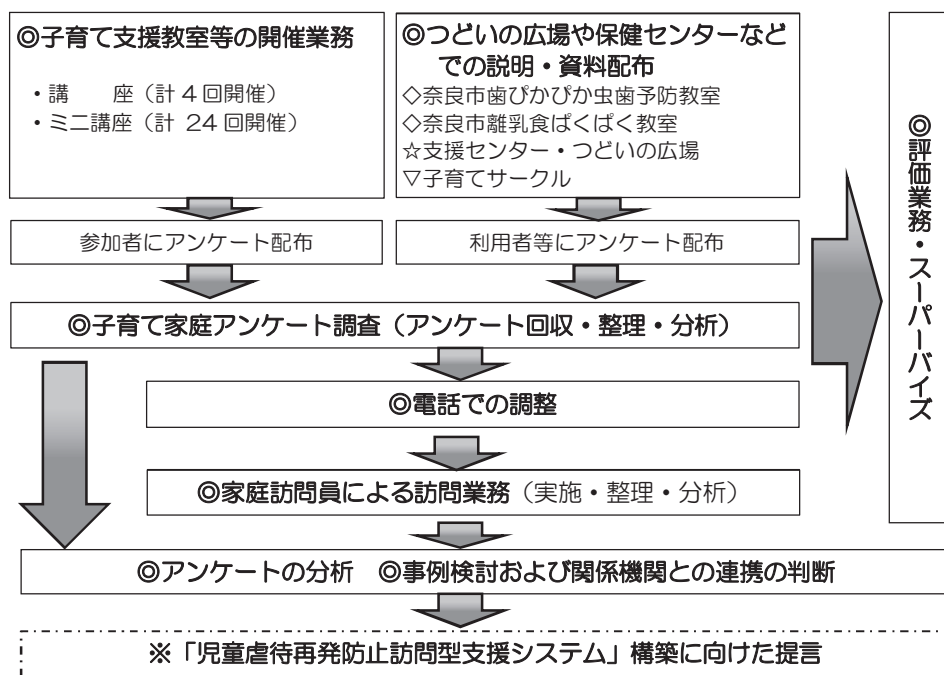 ◎子育て支援教室等の開催業務
・講　　座（計４回開催）
・ミニ講座（計 24 回開催）
◎つどいの広場や保健センターなど
での説明・資料配布
◇奈良市歯ぴかぴか虫歯予防教室
◇奈良市離乳食ぱくぱく教室
☆支援センター・つどいの広場
▽子育てサークル
参加者にアンケート配布
利用者等にアンケート配布
◎子育て家庭アンケート調査（アンケート回収・整理・分析）
◎電話での調整
◎家庭訪問員による訪問業務（実施・整理・分析）
◎アンケートの分析　◎事例検討および関係機関との連携の判断
※「児童虐待再発防止訪問型支援システム」構築に向けた提言
◎評価業務・スーパーバイズ